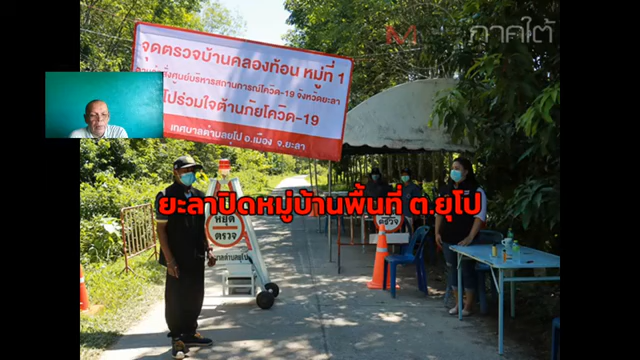 ภาคใต้
จุดตรวจบ้านคลองท้อน หมู่ที่ 1
ศูนย์บริหารสถานการณ์โควิด-19 จังหวัดยะลา
โปร่วมใจต้านภัยโควิด-19
เทศบาลตำบลยุโป อ.เมือง จ.ยะลา
ยะลาปิดหมู่บ้านพื้นที่ ต.ยุโป
หยุด
ตรวจ
ตรวจ